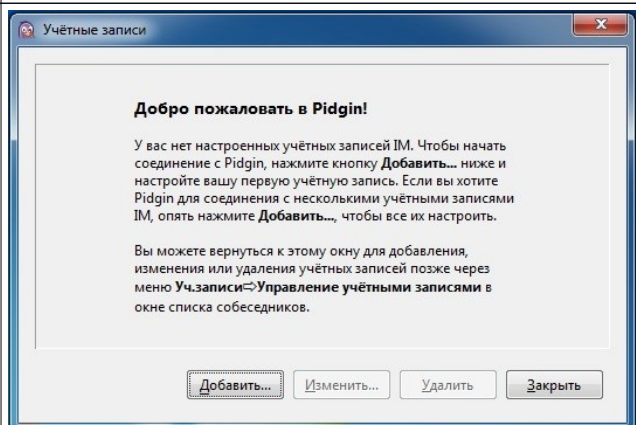 Учётные записи
Добро пожаловать в Pidgin!
У вас нет настроенных учётных записей IM. Чтобы начать
соединение с Pidgin, нажмите кнопку Добавить... ниже и
настройте вашу первую учётную запись. Если вы хотите
Pidgin для соединения с несколькими учётными записями
IM, опять нажмите Добавить..., чтобы все их настроить.
Вы можете вернуться к этому окну для добавления,
изменения или удаления учётных записей позже через
меню Уч.записи⇨Управление учётными записями в
окне списка собеседников.
Добавить... Изменить... Удалить Закрыть